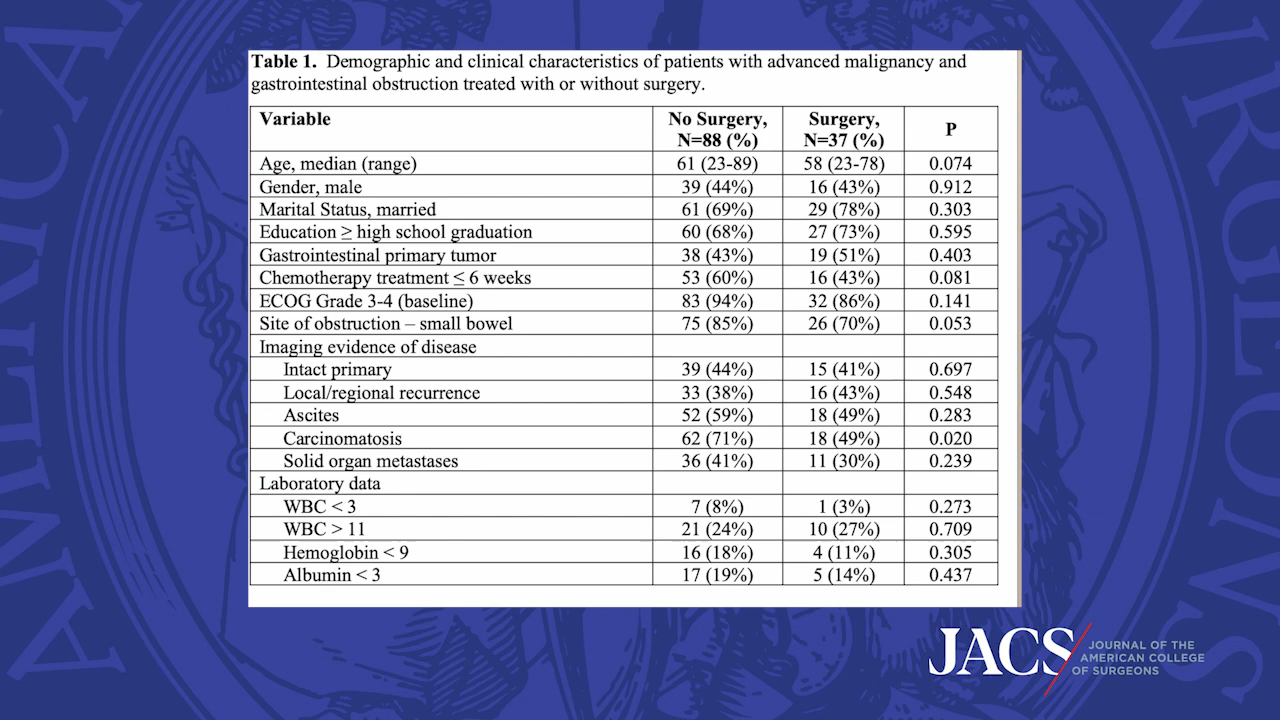 Table 1. Demographic and clinical characteristics of patients with advanced malignancy and
gastrointestinal obstruction treated with or without surgery.
Variable No Surgery, N=88 (%) Surgery, N=37 (%) P
Age, median (range) 61 (23-89) 58 (23-78) 0.074
Gender, male 39 (44%) 16 (43%) 0.912
Marital Status, married 61 (69%) 29 (78%) 0.303
Education ≥ high school graduation 60 (68%) 27 (73%) 0.595
Gastrointestinal primary tumor 38 (43%) 19 (51%) 0.403
Chemotherapy treatment ≤ 6 weeks 53 (60%) 16 (43%) 0.081
ECOG Grade 3-4 (baseline) 83 (94%) 32 (86%) 0.141
Site of obstruction – small bowel 75 (85%) 26 (70%) 0.053
Imaging evidence of disease
Intact primary 39 (44%) 15 (41%) 0.697
Local/regional recurrence 33 (38%) 16 (43%) 0.548
Ascites 52 (59%) 18 (49%) 0.283
Carcinomatosis 62 (71%) 18 (49%) 0.020
Solid organ metastases 36 (41%) 11 (30%) 0.239
Laboratory data
WBC < 3 7 (8%) 1 (3%) 0.273
WBC > 11 21 (24%) 10 (27%) 0.709
Hemoglobin < 9 16 (18%) 4 (11%) 0.305
Albumin < 3 17 (19%) 5 (14%) 0.437
JACS
JOURNAL OF THE
AMERICAN COLLEGE
OF SURGEONS